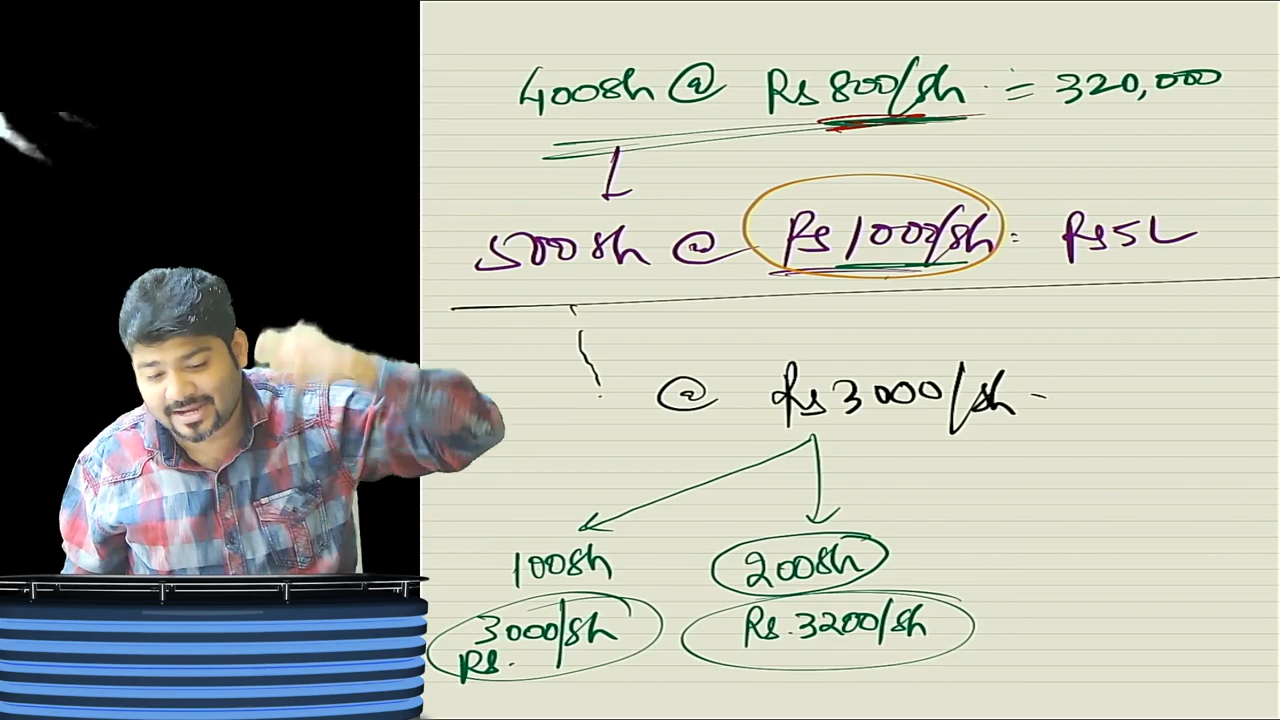 400sh @ Rs 800/sh = 320,000
500sh @ Rs 1000/sh = Rs 5L
@ Rs 3000/sh -
100sh 200sh
3000/sh Rs. 3200/sh
Rs.